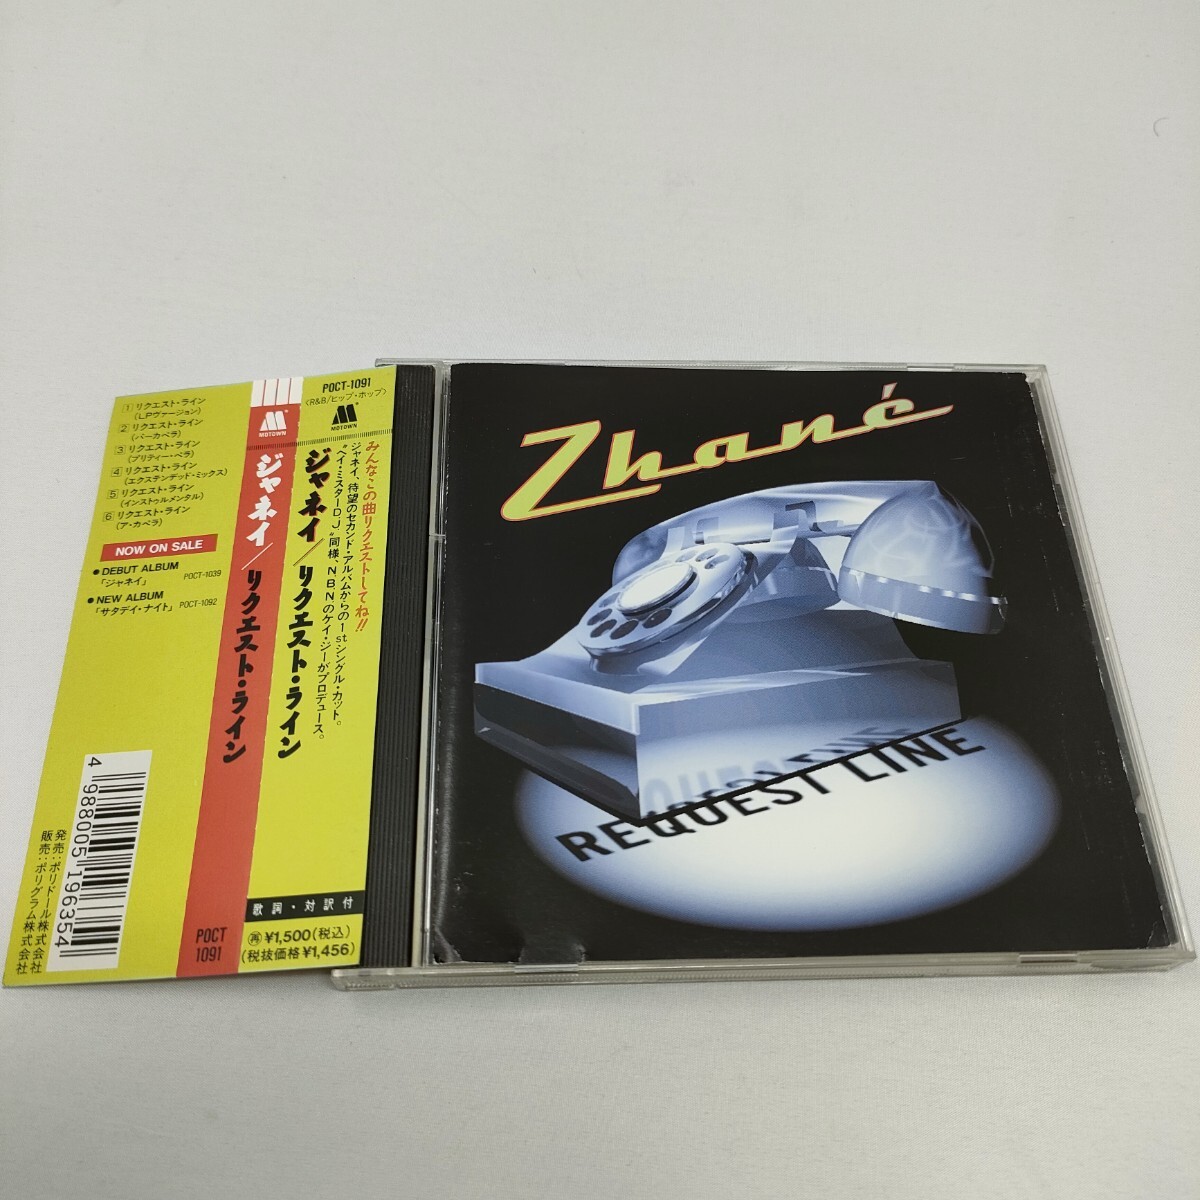 ① リクエスト・ライン
(LPヴァージョン)
② リクエスト・ライン
(パーカペラ)
③ リクエスト・ライン
(プリティー・ペラ)
④ リクエスト・ライン
(エクステンデッド・ミックス)
⑤ リクエスト・ライン
(インストゥルメンタル)
⑥ リクエスト・ライン
(ア・カペラ)
NOW ON SALE
● DEBUT ALBUM
「ジャネイ」 POCT-1039
● NEW ALBUM
「サタデイ・ナイト」 POCT-1092
4 988005 196354
発売:ポリドール株式会社
販売:ポリグラム株式会社
M
MOTOWN
ジャネイ/リクエスト・ライン
POCT
1091
POCT-1091
〈R&B/ヒップ・ホップ〉
M
MOTOWN
ジャネイ/リクエスト・ライン
みんなこの曲リクエストしてね!!
ジャネイ、待望のセカンド・アルバムからの1stシングル・カット。
“ヘイ・ミスターDJ”同様、N.B.Nのケイ・ジーがプロデュース。
歌詞・対訳付
再 ¥1,500(税込)
(税抜価格¥1,456)
Zhané
REQUEST LINE